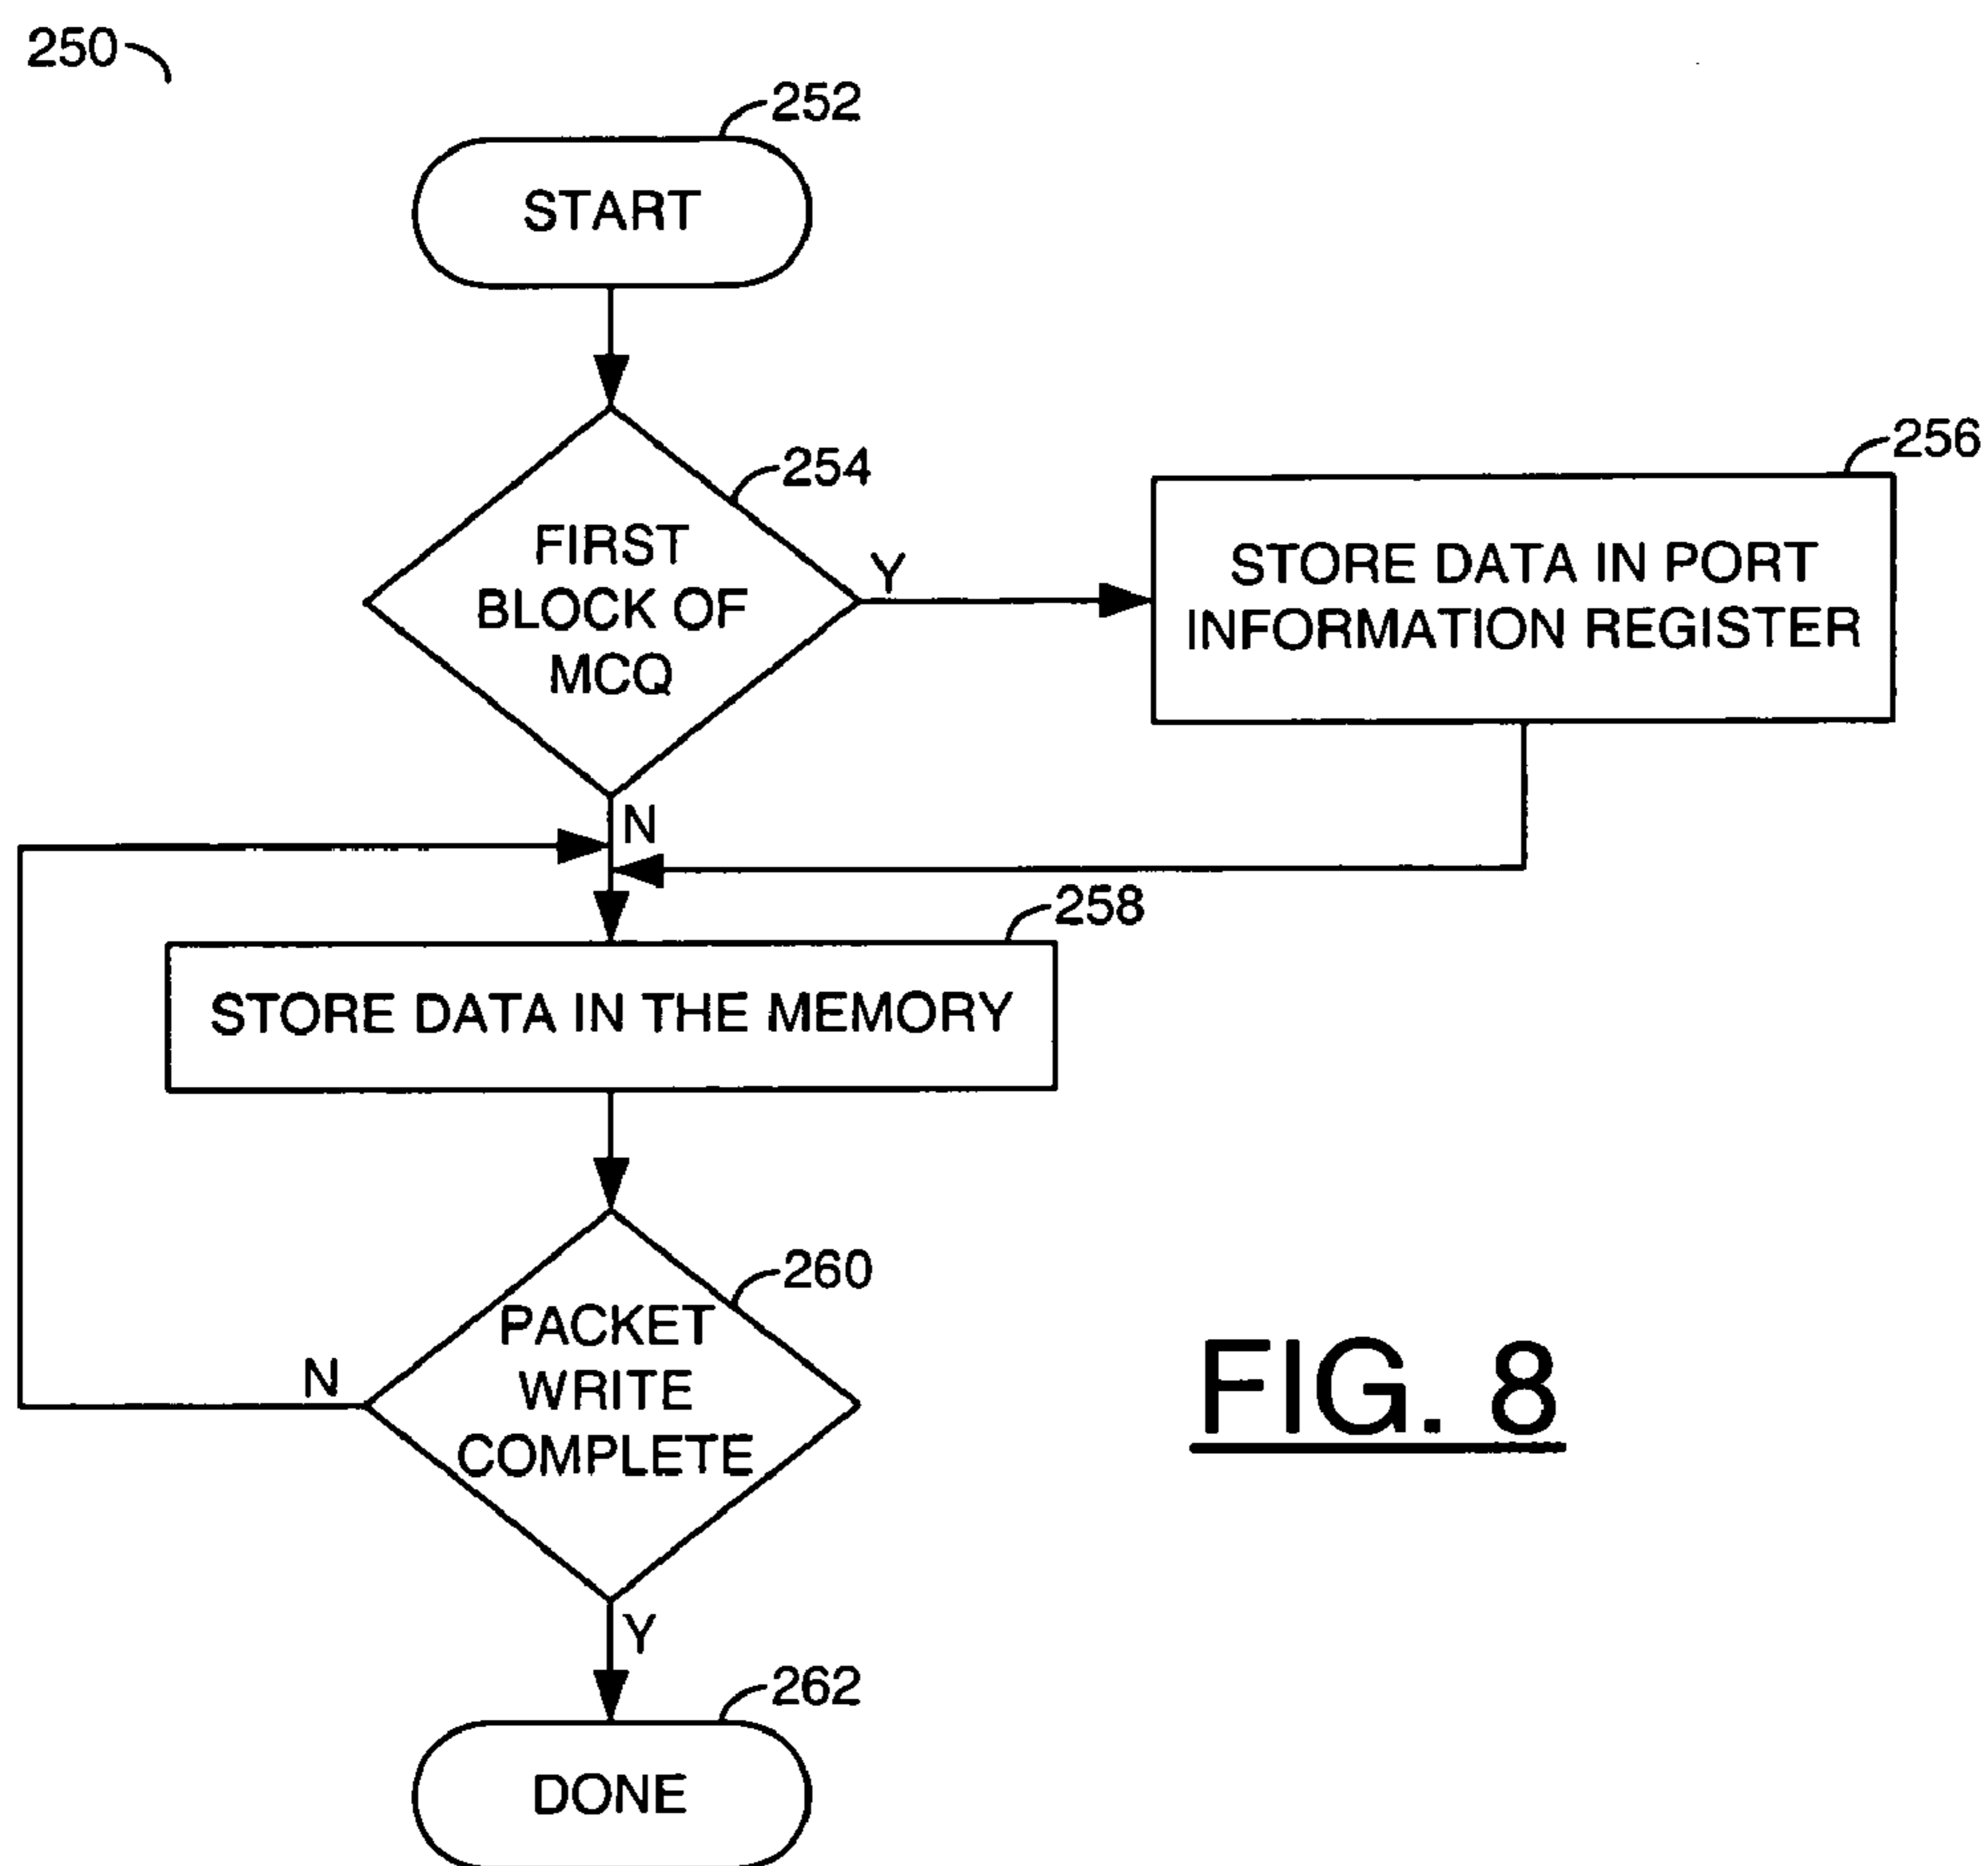 250
252
START
254
FIRST
BLOCK OF
MCQ
Y
256
STORE DATA IN PORT
INFORMATION REGISTER
N
258
STORE DATA IN THE MEMORY
260
PACKET
WRITE
COMPLETE
N
Y
262
DONE
FIG. 8